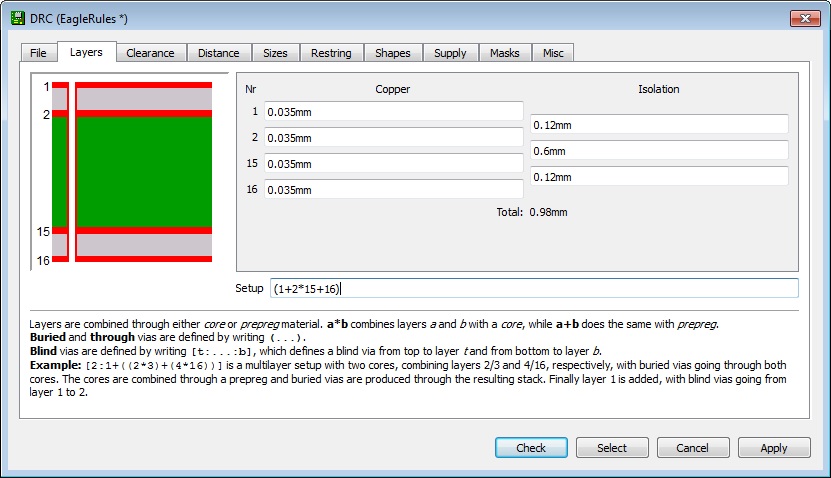 DRC (EagleRules *)
File Layers Clearance Distance Sizes Restring Shapes Supply Masks Misc
1
2
15
16
Nr Copper Isolation
1 0.035mm
0.12mm
2 0.035mm
0.6mm
15 0.035mm
0.12mm
16 0.035mm
Total: 0.98mm
Setup (1+2*15+16)
Layers are combined through either core or prepreg material. a*b combines layers a and b with a core, while a+b does the same with prepreg.
Buried and through vias are defined by writing (...).
Blind vias are defined by writing [t:...:b], which defines a blind via from top to layer t and from bottom to layer b.
Example: [2:1+((2*3)+(4*16))] is a multilayer setup with two cores, combining layers 2/3 and 4/16, respectively, with buried vias going through both
cores. The cores are combined through a prepreg and buried vias are produced through the resulting stack. Finally layer 1 is added, with blind vias going from
layer 1 to 2.
Check Select Cancel Apply